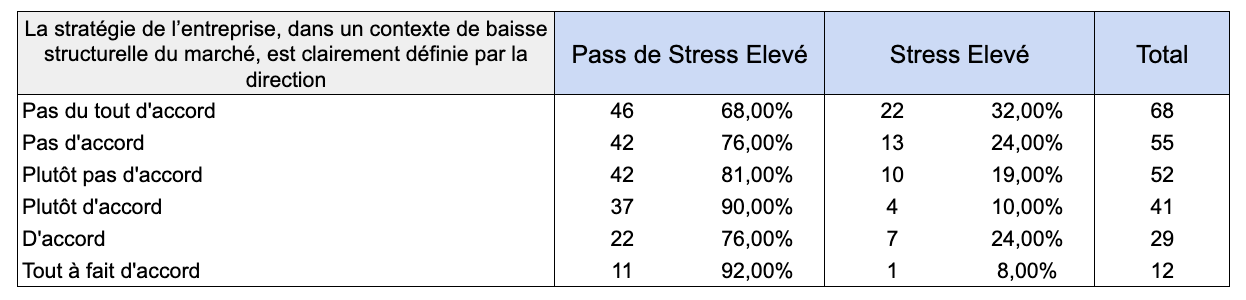 La stratégie de l’entreprise, dans un contexte de baisse
structurelle du marché, est clairement définie par la
direction
Pass de Stress Elevé Stress Elevé Total
Pas du tout d'accord 46 68,00% 22 32,00% 68
Pas d'accord 42 76,00% 13 24,00% 55
Plutôt pas d'accord 42 81,00% 10 19,00% 52
Plutôt d'accord 37 90,00% 4 10,00% 41
D'accord 22 76,00% 7 24,00% 29
Tout à fait d'accord 11 92,00% 1 8,00% 12